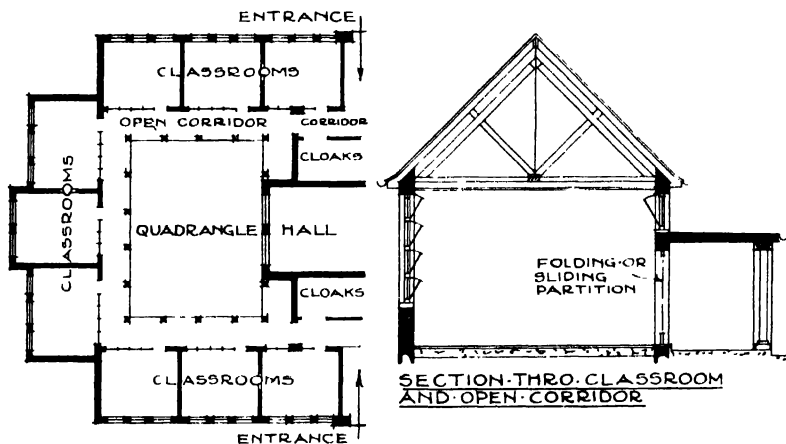 ENTRANCE
CLASSROOMS
OPEN CORRIDOR
CORRIDOR
CLOAKS
CLASSROOMS
QUADRANGLE
HALL
CLOAKS
CLASSROOMS
ENTRANCE
FOLDING·OR
SLIDING
PARTITION
SECTION·THRO·CLASSROOM
AND·OPEN·CORRIDOR